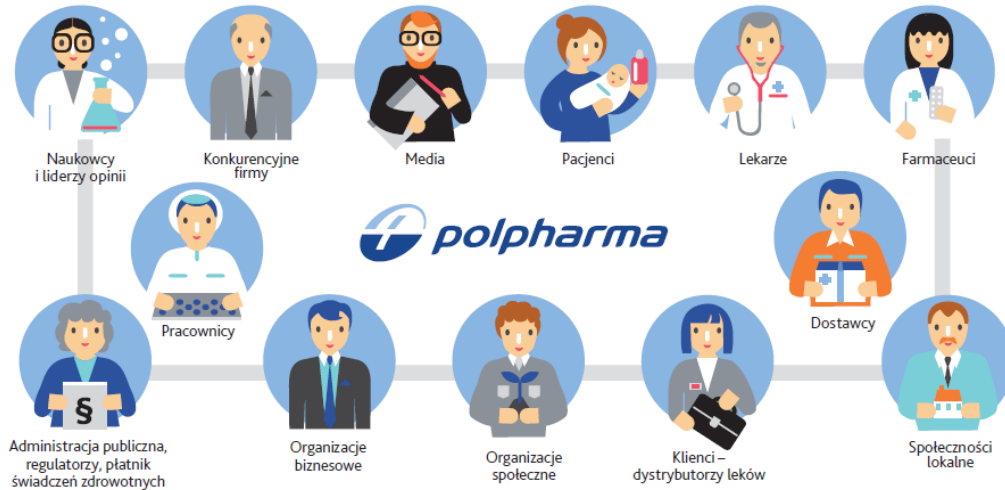 Naukowcy
i liderzy opinii
Konkurencyjne
firmy
Media
Pacjenci
Lekarze
Farmaceuci
polpharma
Pracownicy
Dostawcy
§
Administracja publiczna,
regulatorzy, płatnik
świadczeń zdrowotnych
Organizacje
biznesowe
Organizacje
społeczne
Klienci –
dystrybutorzy leków
Społeczności
lokalne